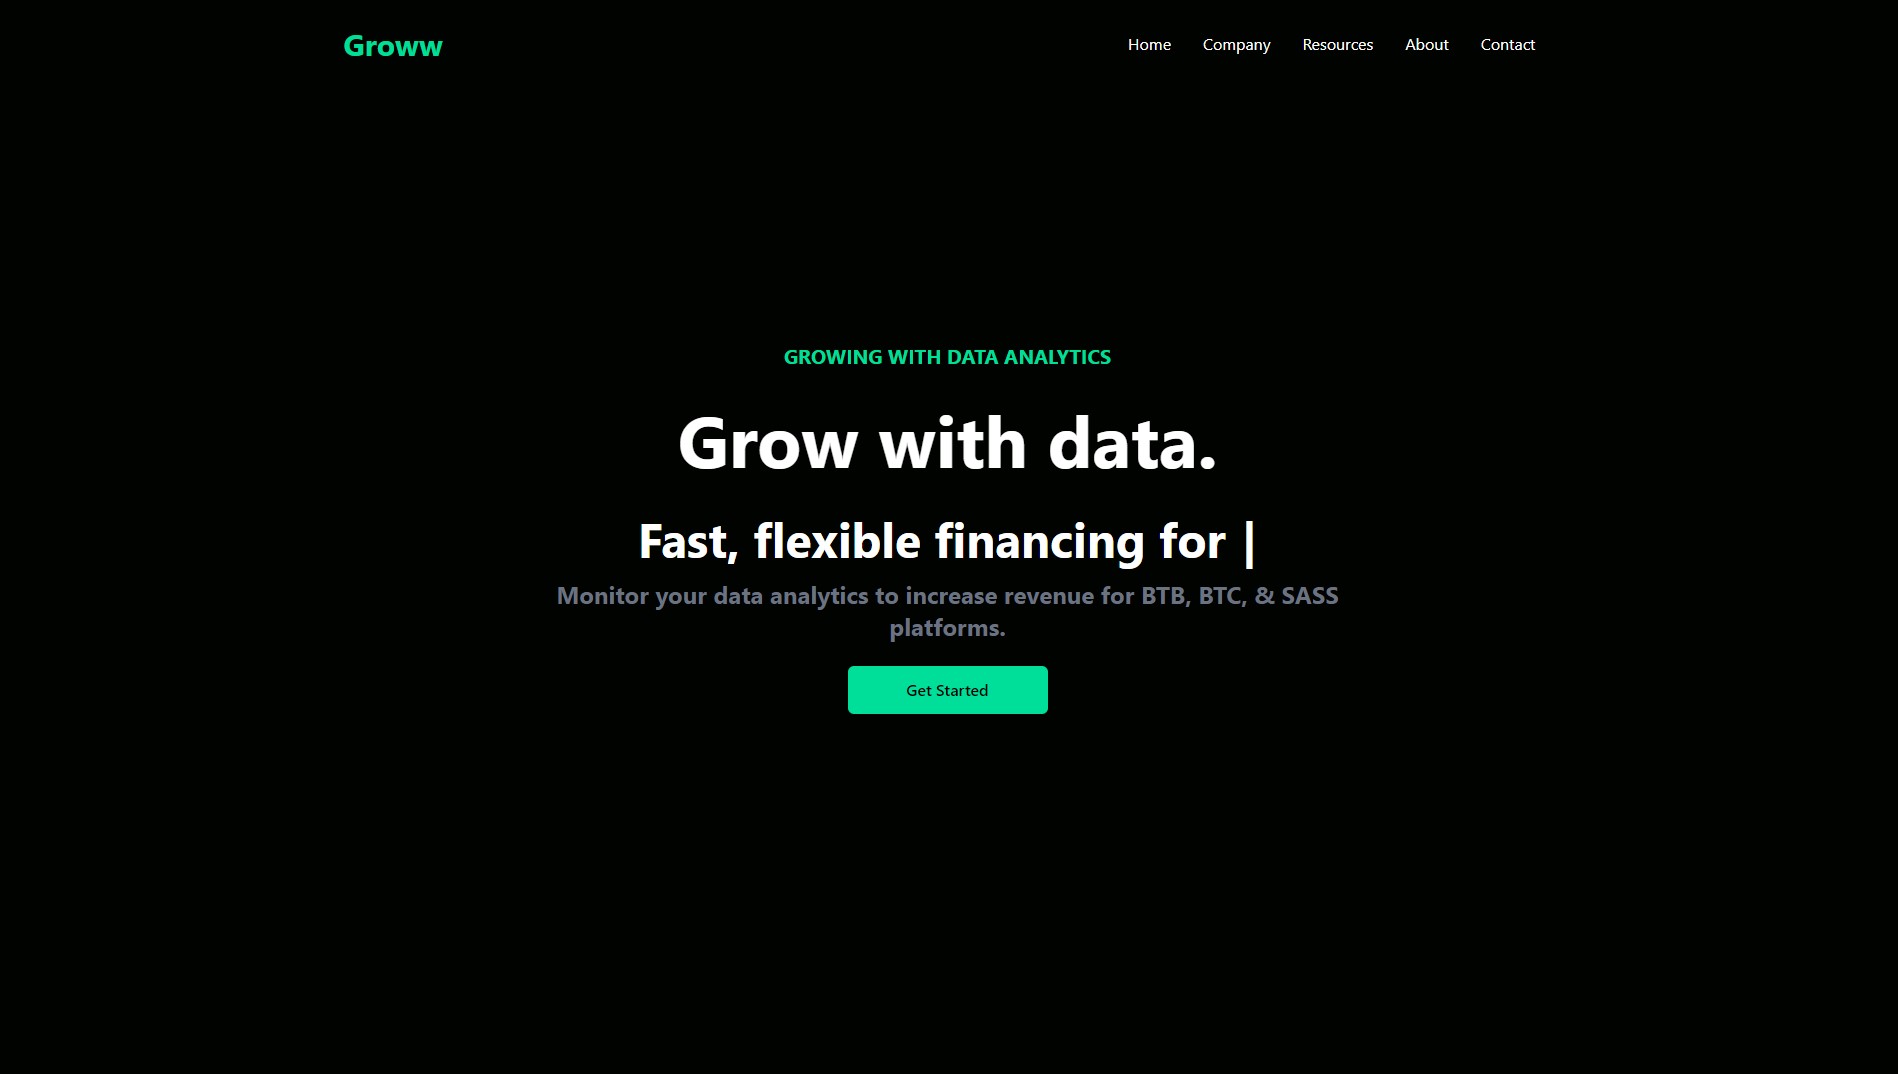 Groww
Home Company Resources About Contact
GROWING WITH DATA ANALYTICS
Grow with data.
Fast, flexible financing for |
Monitor your data analytics to increase revenue for BTB, BTC, & SASS
platforms.
Get Started